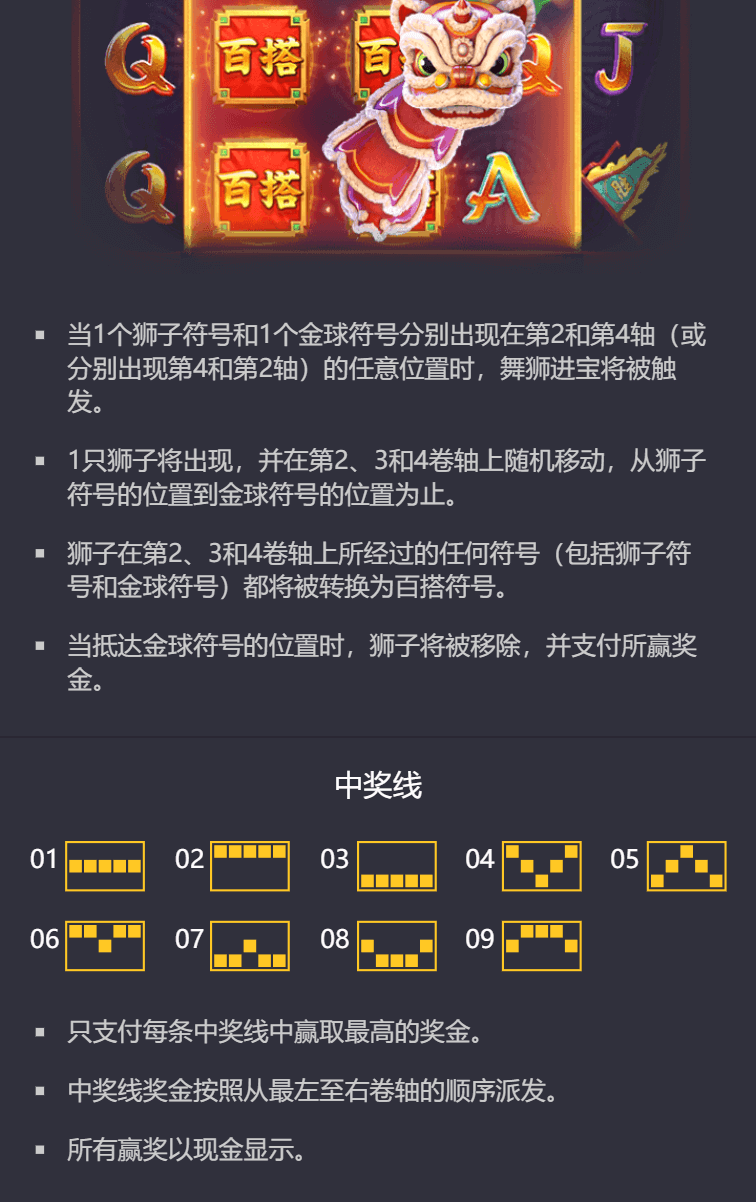 Q 百搭 百 Q J
Q 百搭 A
当1个狮子符号和1个金球符号分别出现在第2和第4轴（或
分别出现第4和第2轴）的任意位置时，舞狮进宝将被触
发。
1只狮子将出现，并在第2、3和4卷轴上随机移动，从狮子
符号的位置到金球符号的位置为止。
狮子在第2、3和4卷轴上所经过的任何符号（包括狮子符
号和金球符号）都将被转换为百搭符号。
当抵达金球符号的位置时，狮子将被移除，并支付所赢奖
金。
中奖线
01 02 03 04 05
06 07 08 09
只支付每条中奖线中赢取最高的奖金。
中奖线奖金按照从最左至右卷轴的顺序派发。
所有赢奖以现金显示。